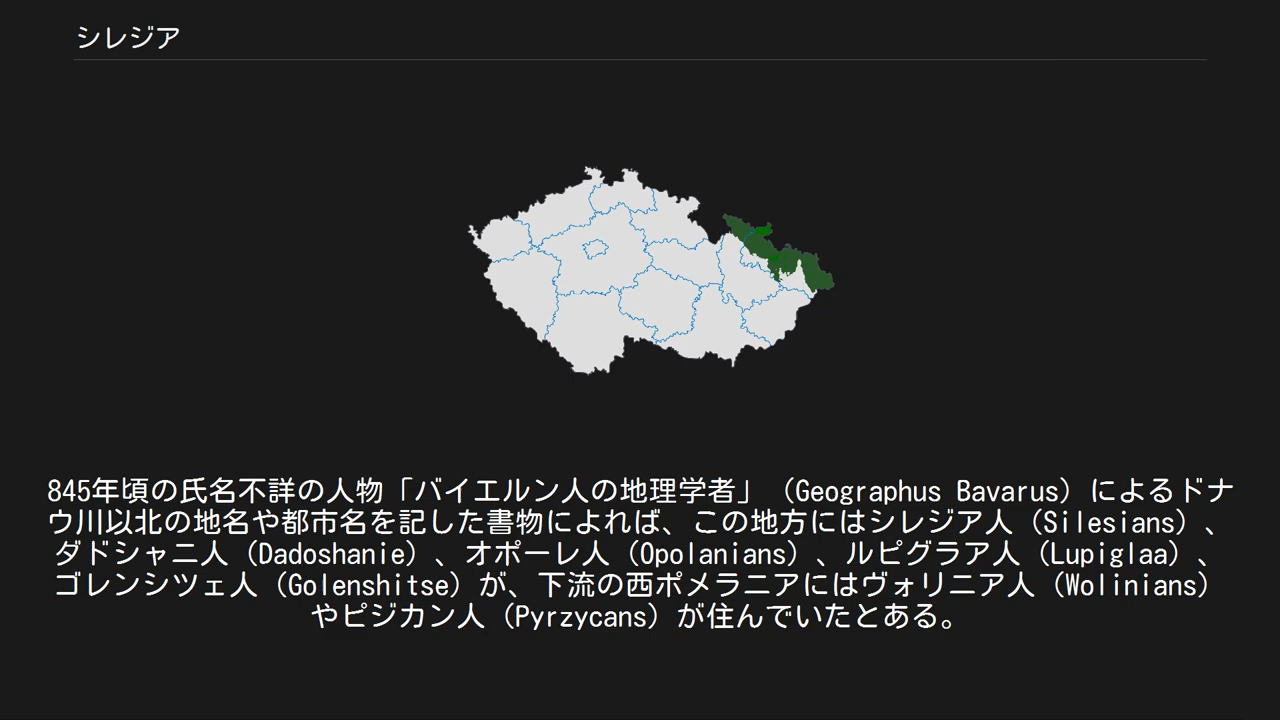 シレジア
845年頃の氏名不詳の人物「バイエルン人の地理学者」（Geographus Bavarus）によるドナ
ウ川以北の地名や都市名を記した書物によれば、この地方にはシレジア人（Silesians）、
ダドシャニ人（Dadoshanie）、オポーレ人（Opolanians）、ルピグラア人（Lupiglaa）、
ゴレンシツェ人（Golenshitse）が、下流の西ポメラニアにはヴォリニア人（Wolinians）
やピジカン人（Pyrzycans）が住んでいたとある。